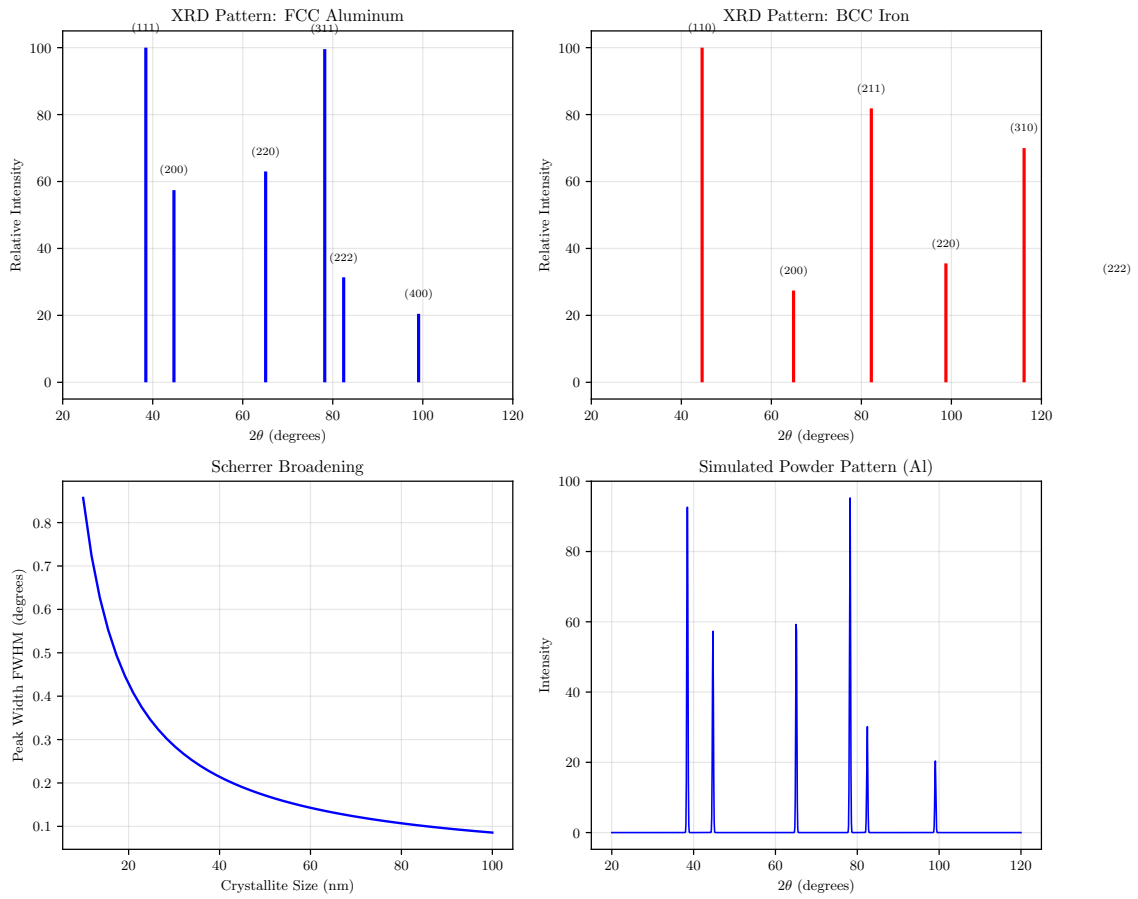 XRD Pattern: FCC Aluminum
(111)
(311)
(220)
(200)
(222)
(400)
100
80
60
40
20
0
Relative Intensity
20 40 60 80 100 120
2θ (degrees)
XRD Pattern: BCC Iron
(110)
(211)
(310)
(220)
(200)
(222)
100
80
60
40
20
0
Relative Intensity
20 40 60 80 100 120
2θ (degrees)
Scherrer Broadening
0.8
0.7
0.6
0.5
0.4
0.3
0.2
0.1
Peak Width FWHM (degrees)
20 40 60 80 100
Crystallite Size (nm)
Simulated Powder Pattern (Al)
100
80
60
40
20
0
Intensity
20 40 60 80 100 120
2θ (degrees)